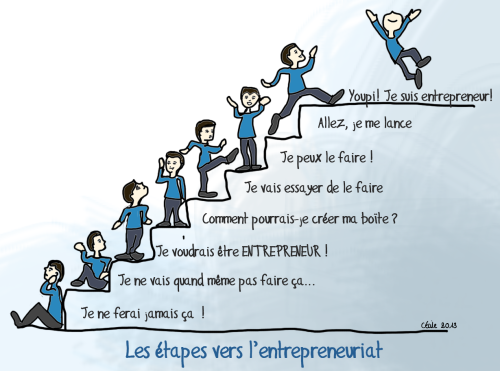 Youpi! Je suis entrepreneur!
Allez, je me lance
Je peux le faire !
Je vais essayer de le faire
Comment pourrais-je créer ma boîte ?
Je voudrais être ENTREPRENEUR !
Je ne vais quand même pas faire ça...
Je ne ferai jamais ça !
Cécile 2013
Les étapes vers l'entrepreneuriat